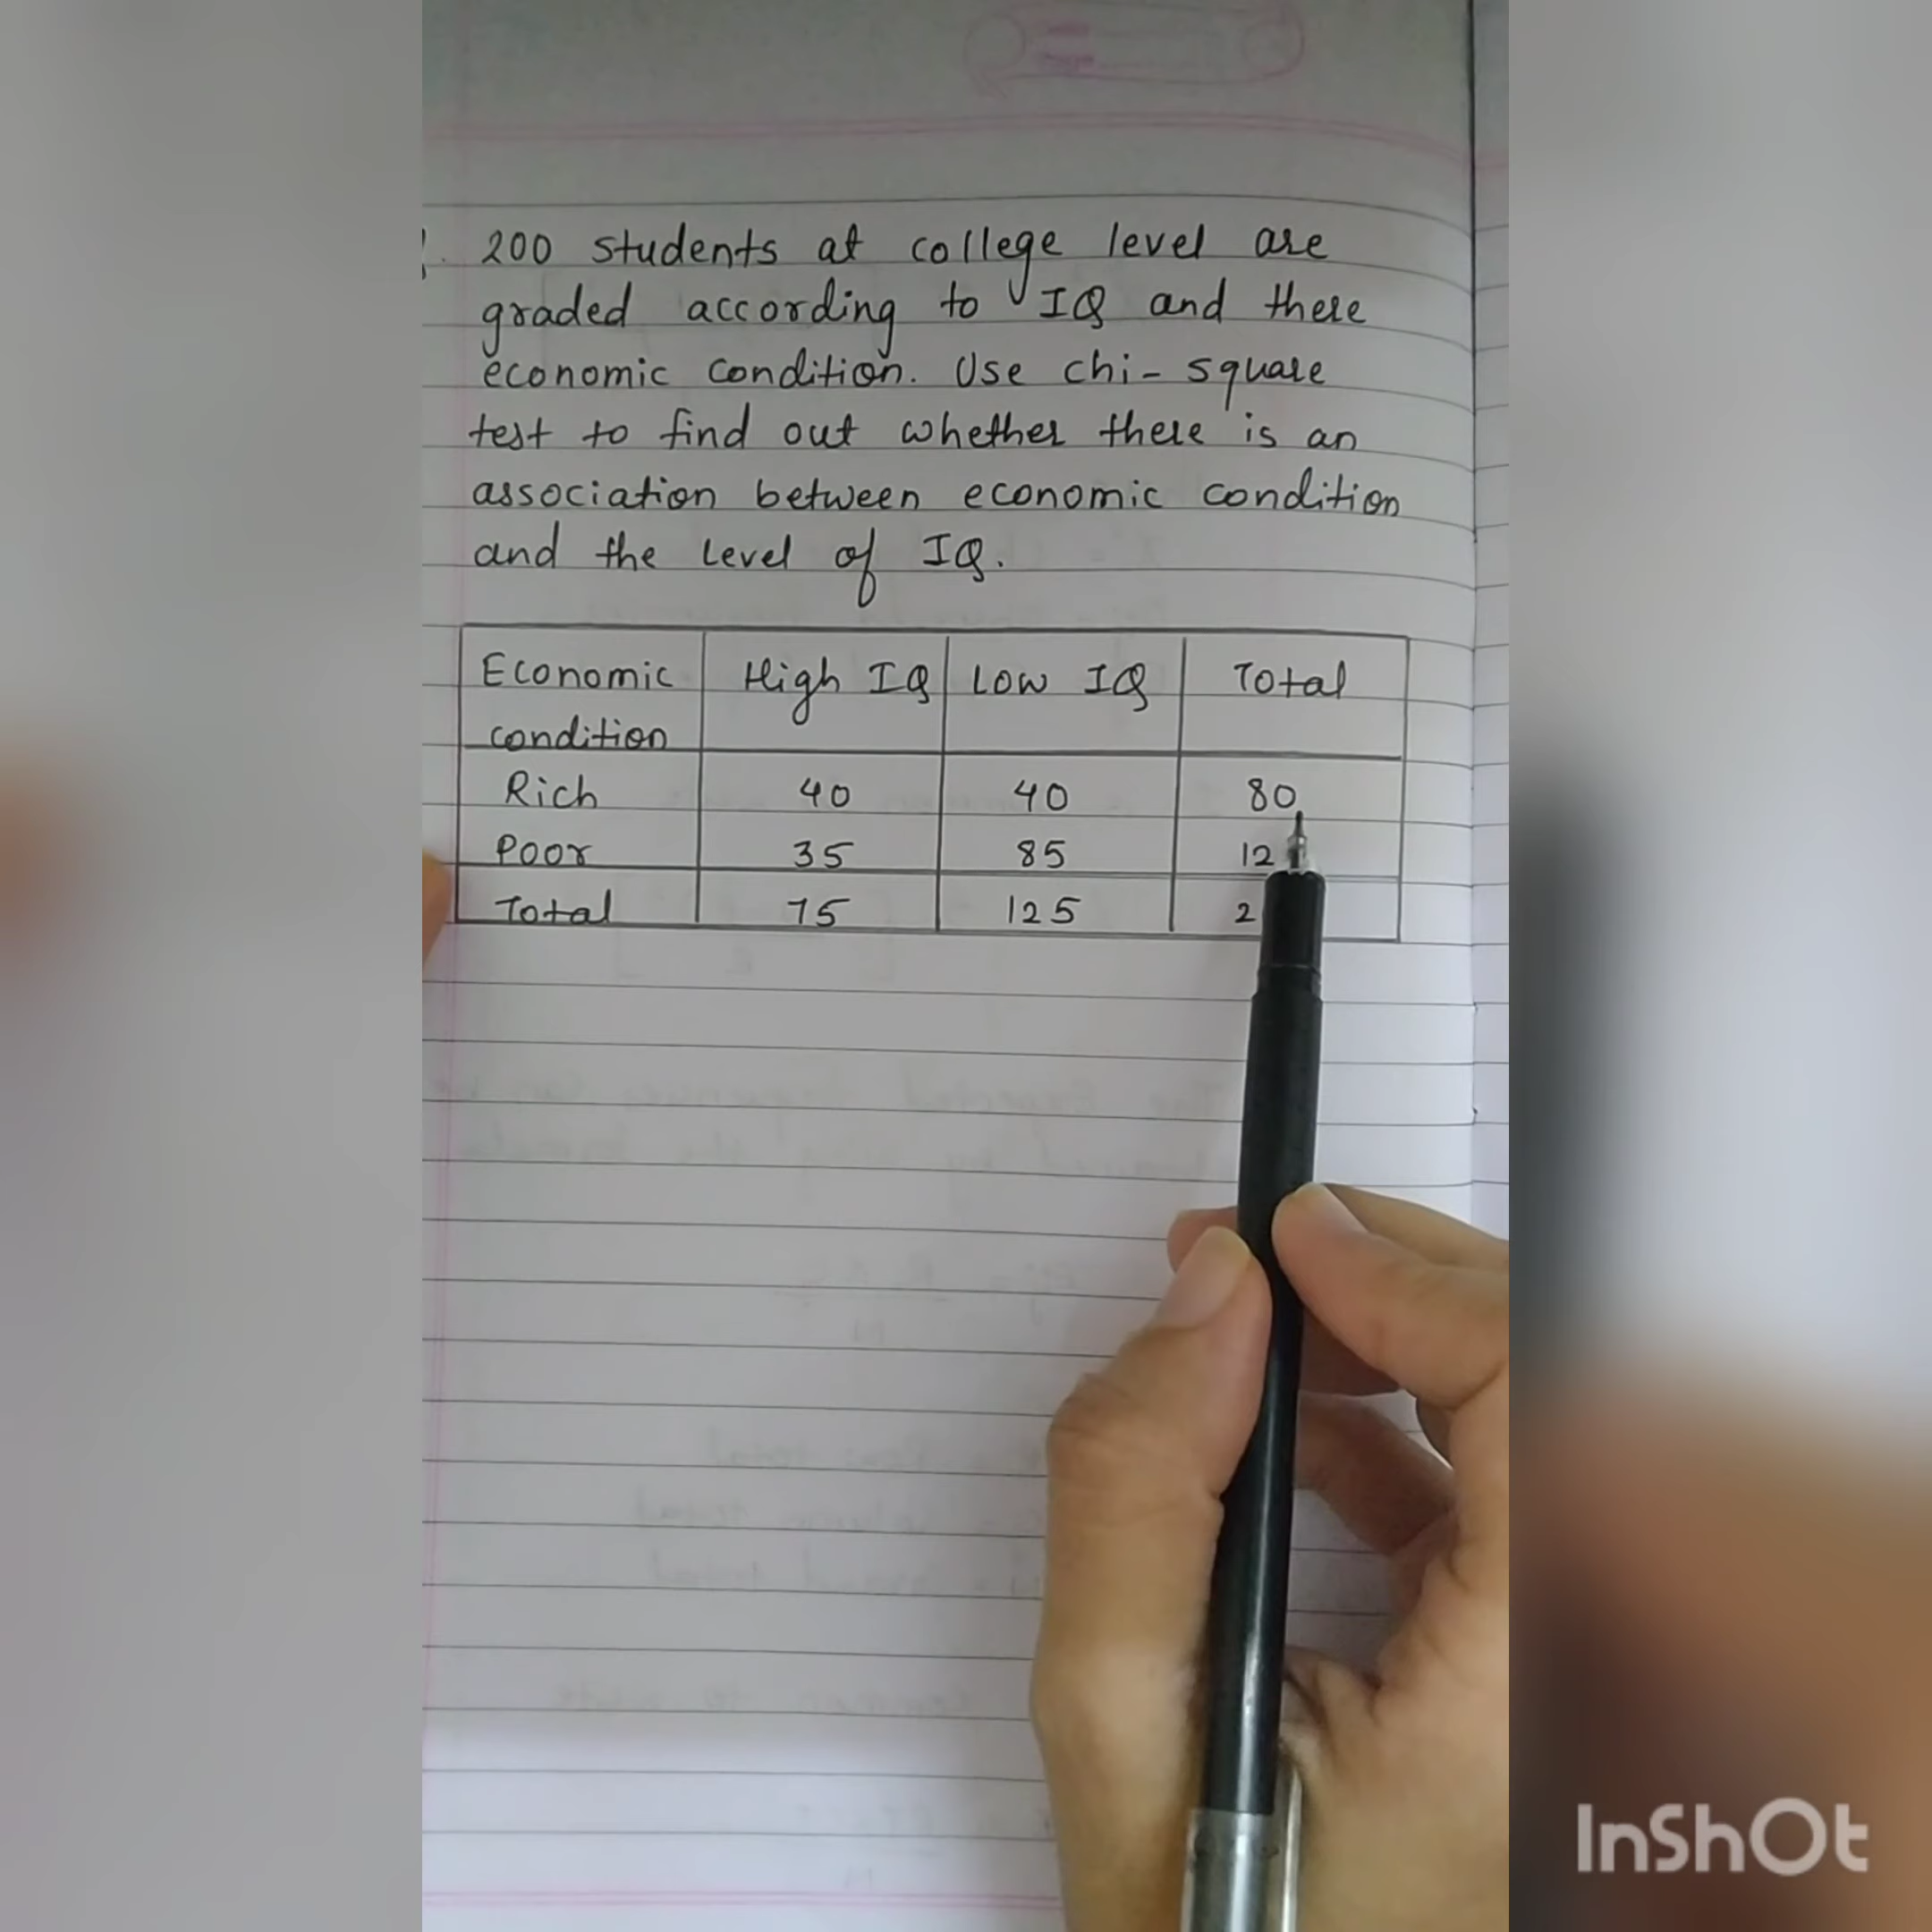 200 students at college level are
graded according to IQ and there
economic condition. Use chi-square
test to find out whether there is an
association between economic condition
and the level of IQ.
Economic condition High IQ Low IQ Total
Rich 40 40 80
Poor 35 85 12
Total 75 125 2
InShOt